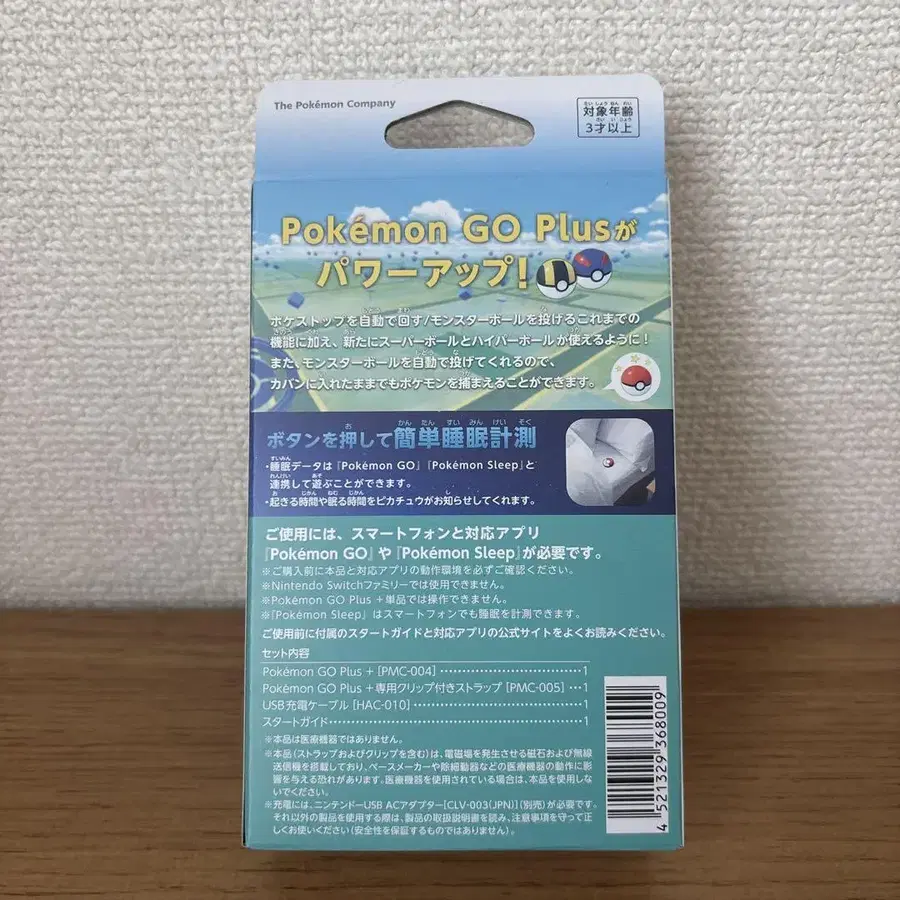 The Pokémon Company
対象年齢
3才以上
Pokémon GO Plusが
パワーアップ!
ポケストップを自動で回す/モンスターボールを投げるこれまでの
機能に加え、新たにスーパーボールとハイパーボールが使えるように!
また、モンスターボールを自動で投げてくれるので、
カバンに入れたままでもポケモンを捕まえることができます。
ボタンを押して簡単睡眠計測
・睡眠データは『Pokémon GO』『Pokémon Sleep』と
連携して遊ぶことができます。
・起きる時間や眠る時間をピカチュウがお知らせしてくれます。
ご使用には、スマートフォンと対応アプリ
『Pokémon GO』や『Pokémon Sleep』が必要です。
※ご購入前に本品と対応アプリの動作環境を必ずご確認ください。
※Nintendo Switchファミリーでは使用できません。
※Pokémon GO Plus +単品では操作できません。
※『Pokémon Sleep』はスマートフォンでも睡眠を計測できます。
ご使用前に付属のスタートガイドと対応アプリの公式サイトをよくお読みください。
セット内容
Pokémon GO Plus + [PMC-004] 1
Pokémon GO Plus +専用クリップ付きストラップ [PMC-005] 1
USB充電ケーブル [HAC-010] 1
スタートガイド 1
※本品は医療機器ではありません。
※本品(ストラップおよびクリップを含む)は、電磁場を発生させる磁石および無線
送信機を搭載しており、ペースメーカーや除細動器などの医療機器の動作に影
響を与える恐れがあります。医療機器を使用されている場合は、本品を使用しな
いでください。
※充電には、ニンテンドーUSB ACアダプター[CLV-003(JPN)](別売)が必要です。
それ以外の製品を使用する際は、製品の取扱説明書を読み、注意事項を守って正
しくお使いください(安全性を保証するものではありません)。
4 521329 368009